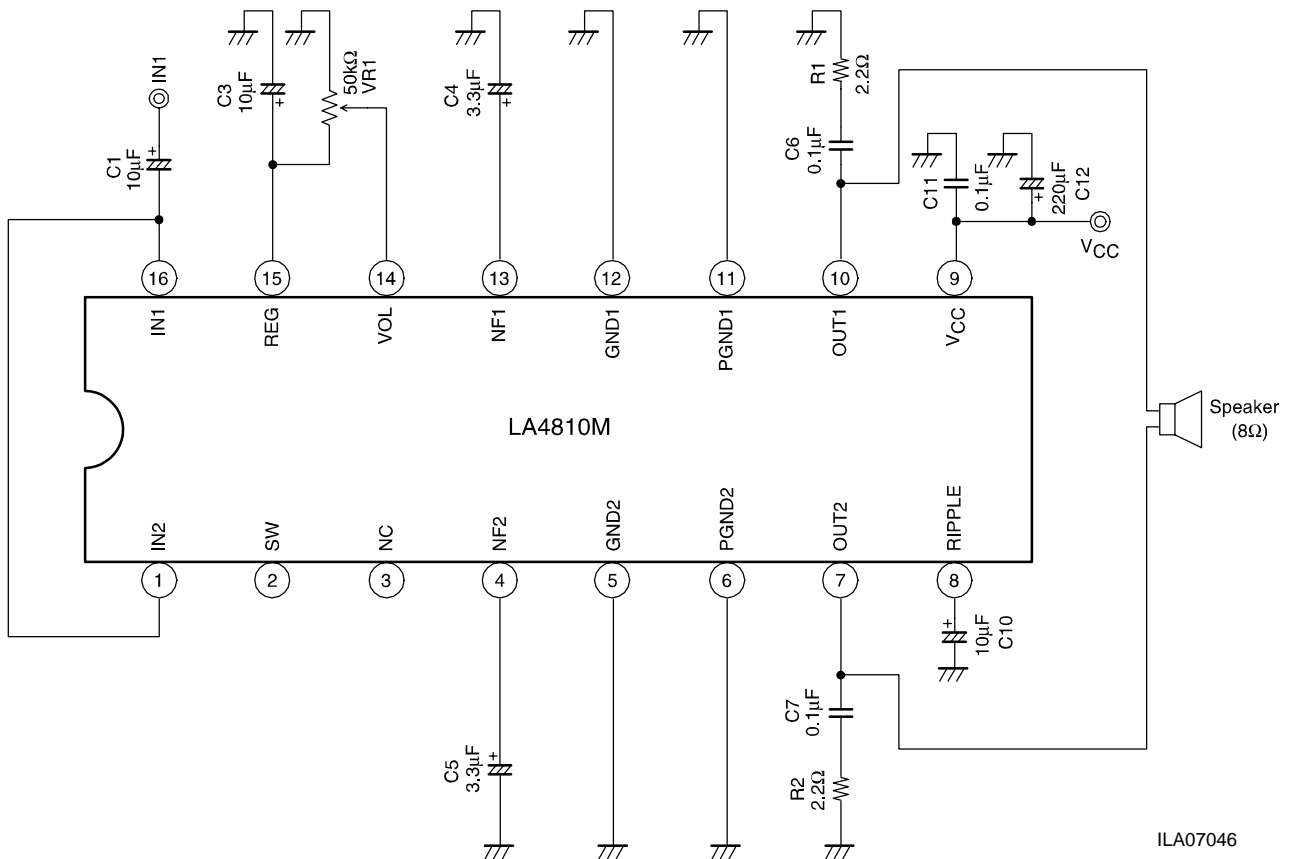 IN1
C1
10µF
C3
10µF
50kΩ
VR1
C4
3.3µF
R1
2.2Ω
C6
0.1µF
C11
0.1µF
220µF
C12
VCC
+
+
+
+
16
15
14
13
12
11
10
9
IN1
REG
VOL
NF1
GND1
PGND1
OUT1
VCC
LA4810M
Speaker
(8Ω)
IN2
SW
NC
NF2
GND2
PGND2
OUT2
RIPPLE
1
2
3
4
5
6
7
8
+
10µF
C10
C7
0.1µF
C5
3.3µF
+
R2
2.2Ω
ILA07046